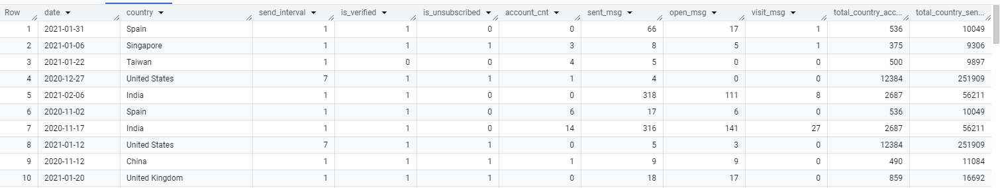 Row date country send_interval is_verified is_unsubscribed account_cnt sent_msg open_msg visit_msg total_country_acc... total_country_sen...
1 2021-01-31 Spain 1 1 0 0 66 17 1 536 10049
2 2021-01-06 Singapore 1 1 1 3 8 5 1 375 9306
3 2021-01-22 Taiwan 1 0 0 4 5 0 0 500 9897
4 2020-12-27 United States 7 1 1 1 4 0 0 12384 251909
5 2021-02-06 India 1 1 0 0 318 111 8 2687 56211
6 2020-11-02 Spain 1 1 0 6 17 6 0 536 10049
7 2020-11-17 India 1 1 0 14 316 141 27 2687 56211
8 2021-01-12 United States 7 1 1 0 5 3 0 12384 251909
9 2020-11-12 China 1 1 1 1 9 9 0 490 11084
10 2021-01-20 United Kingdom 1 1 1 0 18 17 0 859 16692